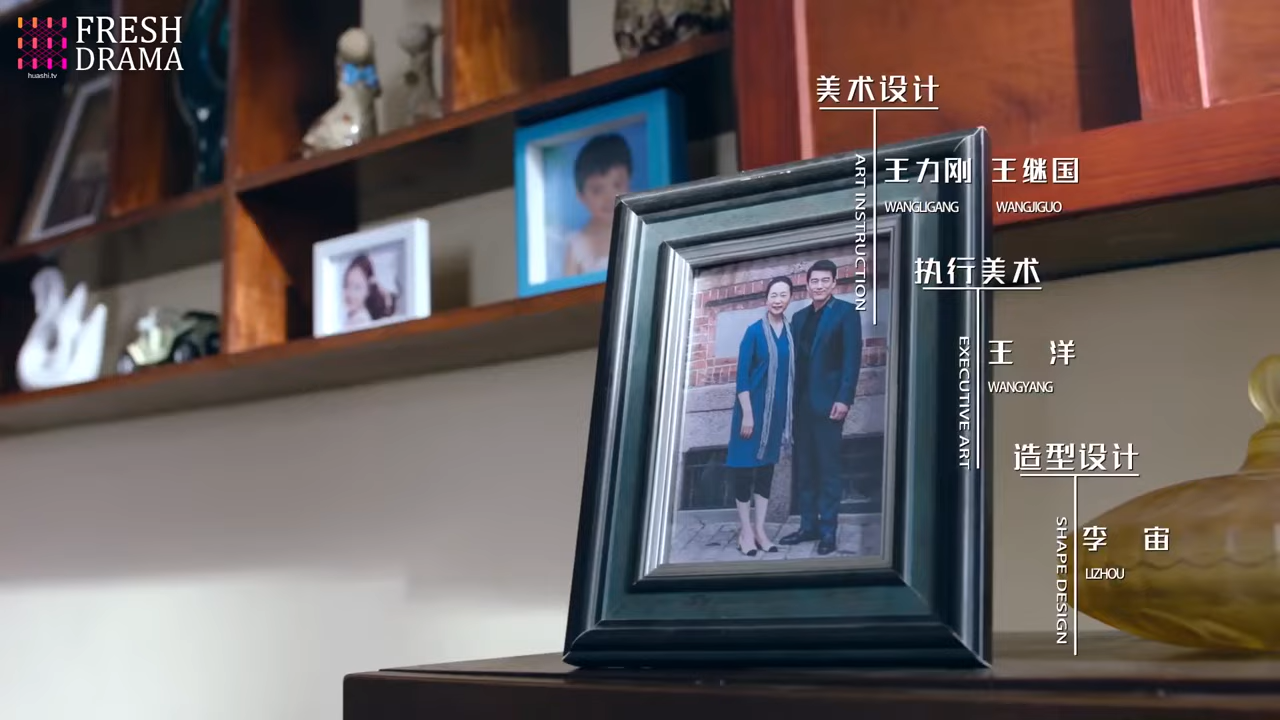 FRESH
DRAMA
huashi.tv
美术设计
ART INSTRUCTION
王力刚 王继国
WANGLIGANG WANGJIGUO
执行美术
EXECUTIVE ART
王 洋
WANGYANG
造型设计
SHAPE DESIGN
李 宙
LIZHOU